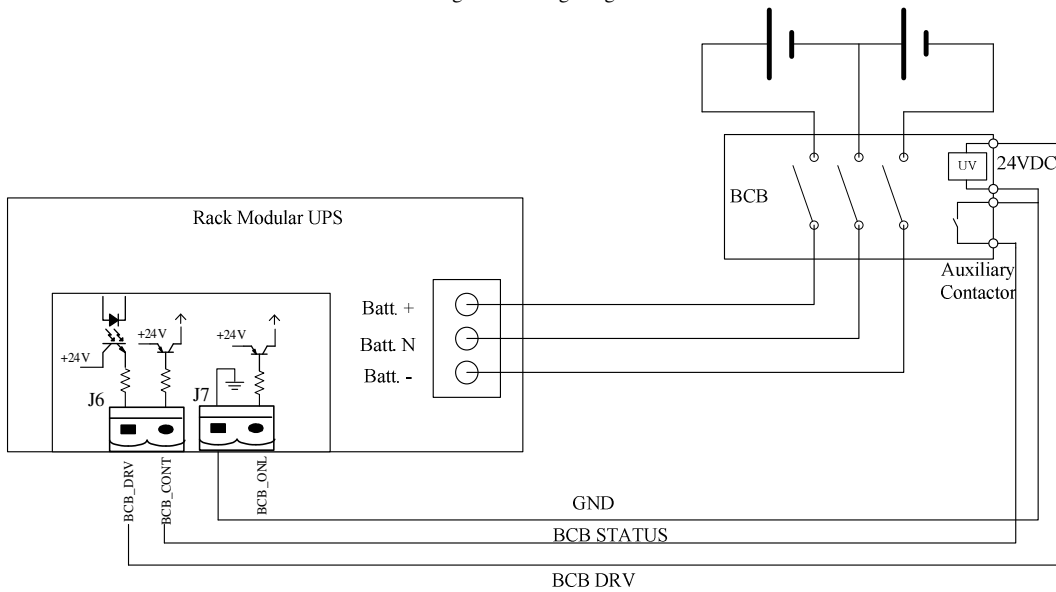 UV
24VDC
BCB
Rack Modular UPS
Auxiliary
Contactor
Batt. +
Batt. N
Batt. -
+24V
+24V
+24V
J6
J7
BCB_DRV
BCB_CONT
BCB_ONL
GND
BCB STATUS
BCB DRV